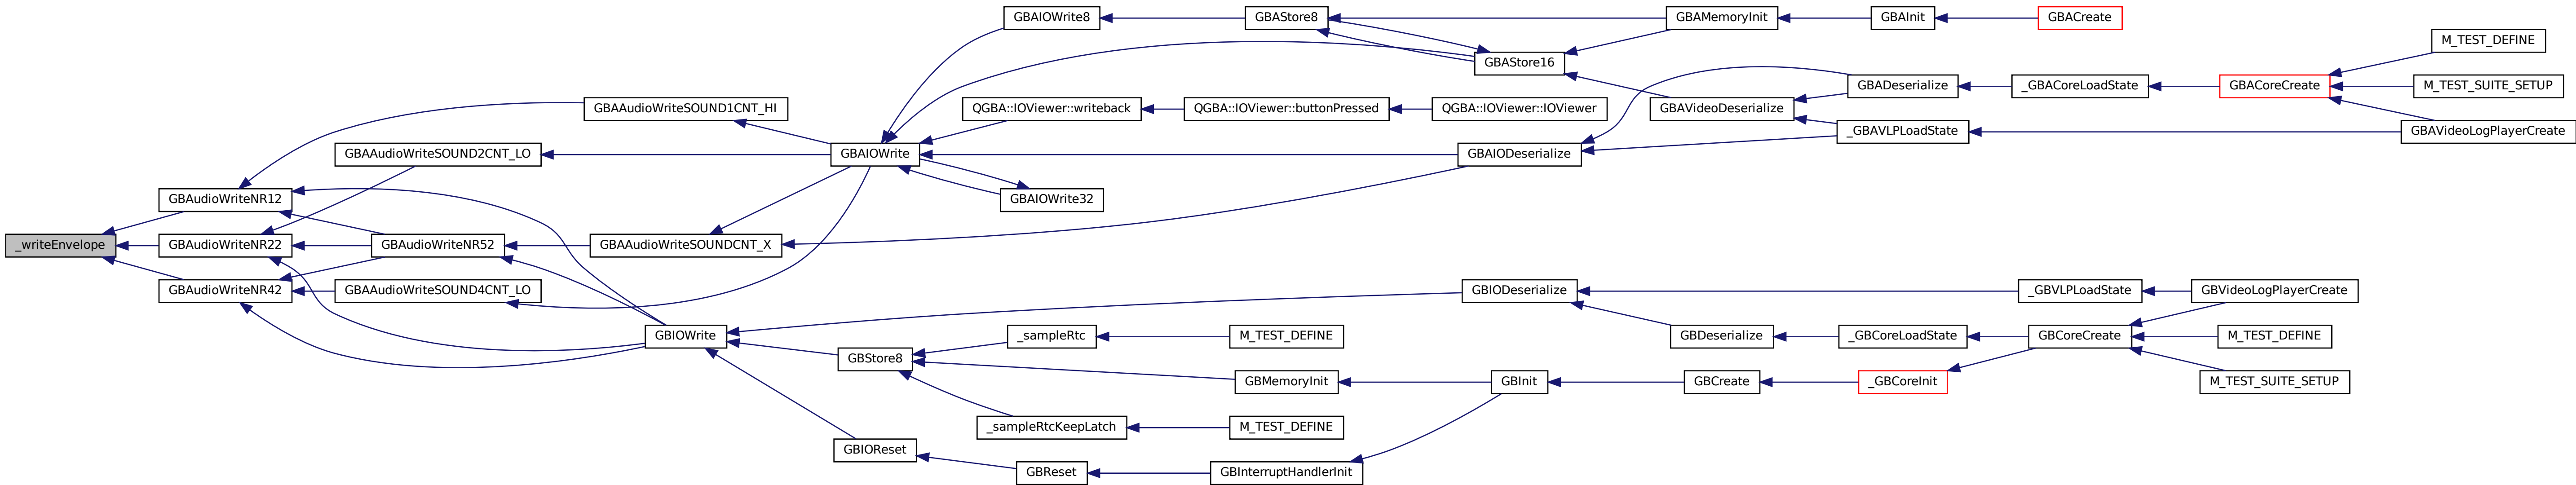 GBAIOWrite8
GBAStore8
GBAMemoryInit
GBAInit
GBACreate
M_TEST_DEFINE
GBAStore16
GBADeserialize
_GBACoreLoadState
GBACoreCreate
M_TEST_SUITE_SETUP
GBAAudioWriteSOUND1CNT_HI
QGBA::IOViewer::writeback
QGBA::IOViewer::buttonPressed
QGBA::IOViewer::IOViewer
GBAVideoDeserialize
_GBAVLPLoadState
GBAVideoLogPlayerCreate
GBAAudioWriteSOUND2CNT_LO
GBAIOWrite
GBAIODeserialize
GBAudioWriteNR12
GBAIOWrite32
_writeEnvelope
GBAudioWriteNR22
GBAudioWriteNR52
GBAAudioWriteSOUNDCNT_X
GBAudioWriteNR42
GBAAudioWriteSOUND4CNT_LO
GBIODeserialize
_GBVLPLoadState
GBVideoLogPlayerCreate
GBIOWrite
_sampleRtc
M_TEST_DEFINE
GBDeserialize
_GBCoreLoadState
GBCoreCreate
M_TEST_DEFINE
GBStore8
GBMemoryInit
GBInit
GBCreate
_GBCoreInit
M_TEST_SUITE_SETUP
_sampleRtcKeepLatch
M_TEST_DEFINE
GBIOReset
GBReset
GBInterruptHandlerInit